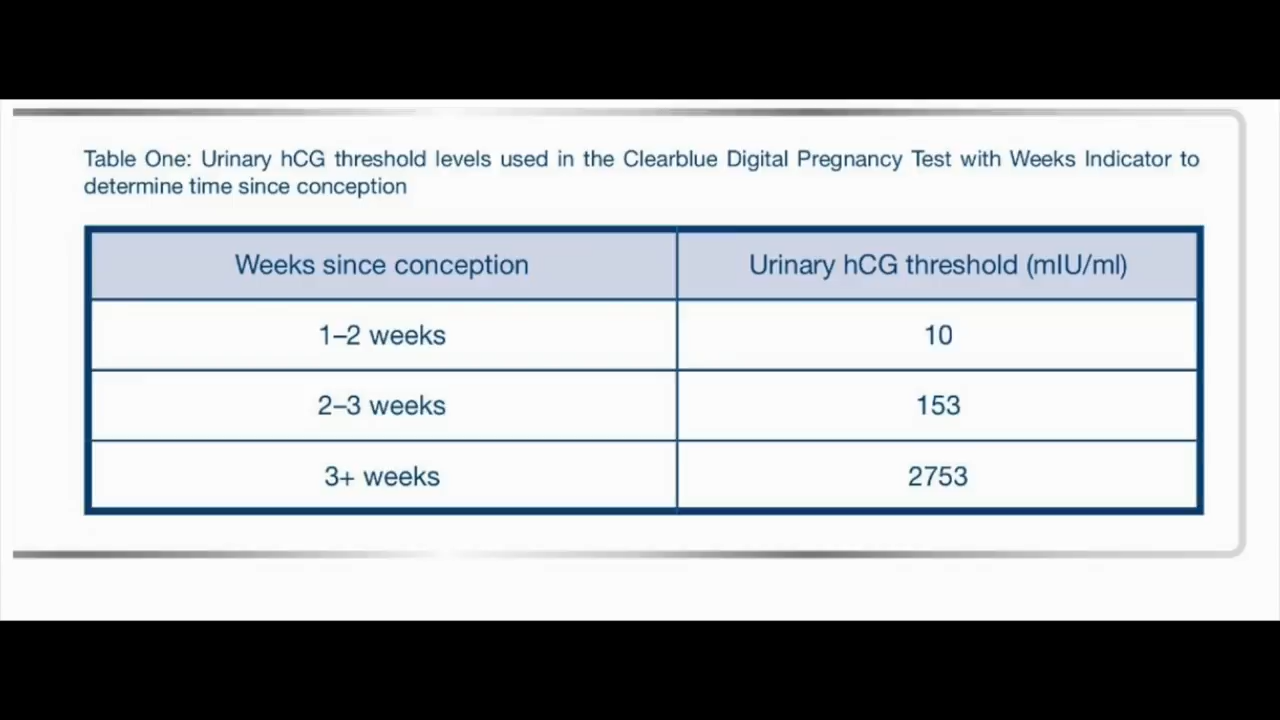 Table One: Urinary hCG threshold levels used in the Clearblue Digital Pregnancy Test with Weeks Indicator to
determine time since conception
Weeks since conception
Urinary hCG threshold (mIU/ml)
1–2 weeks
10
2–3 weeks
153
3+ weeks
2753